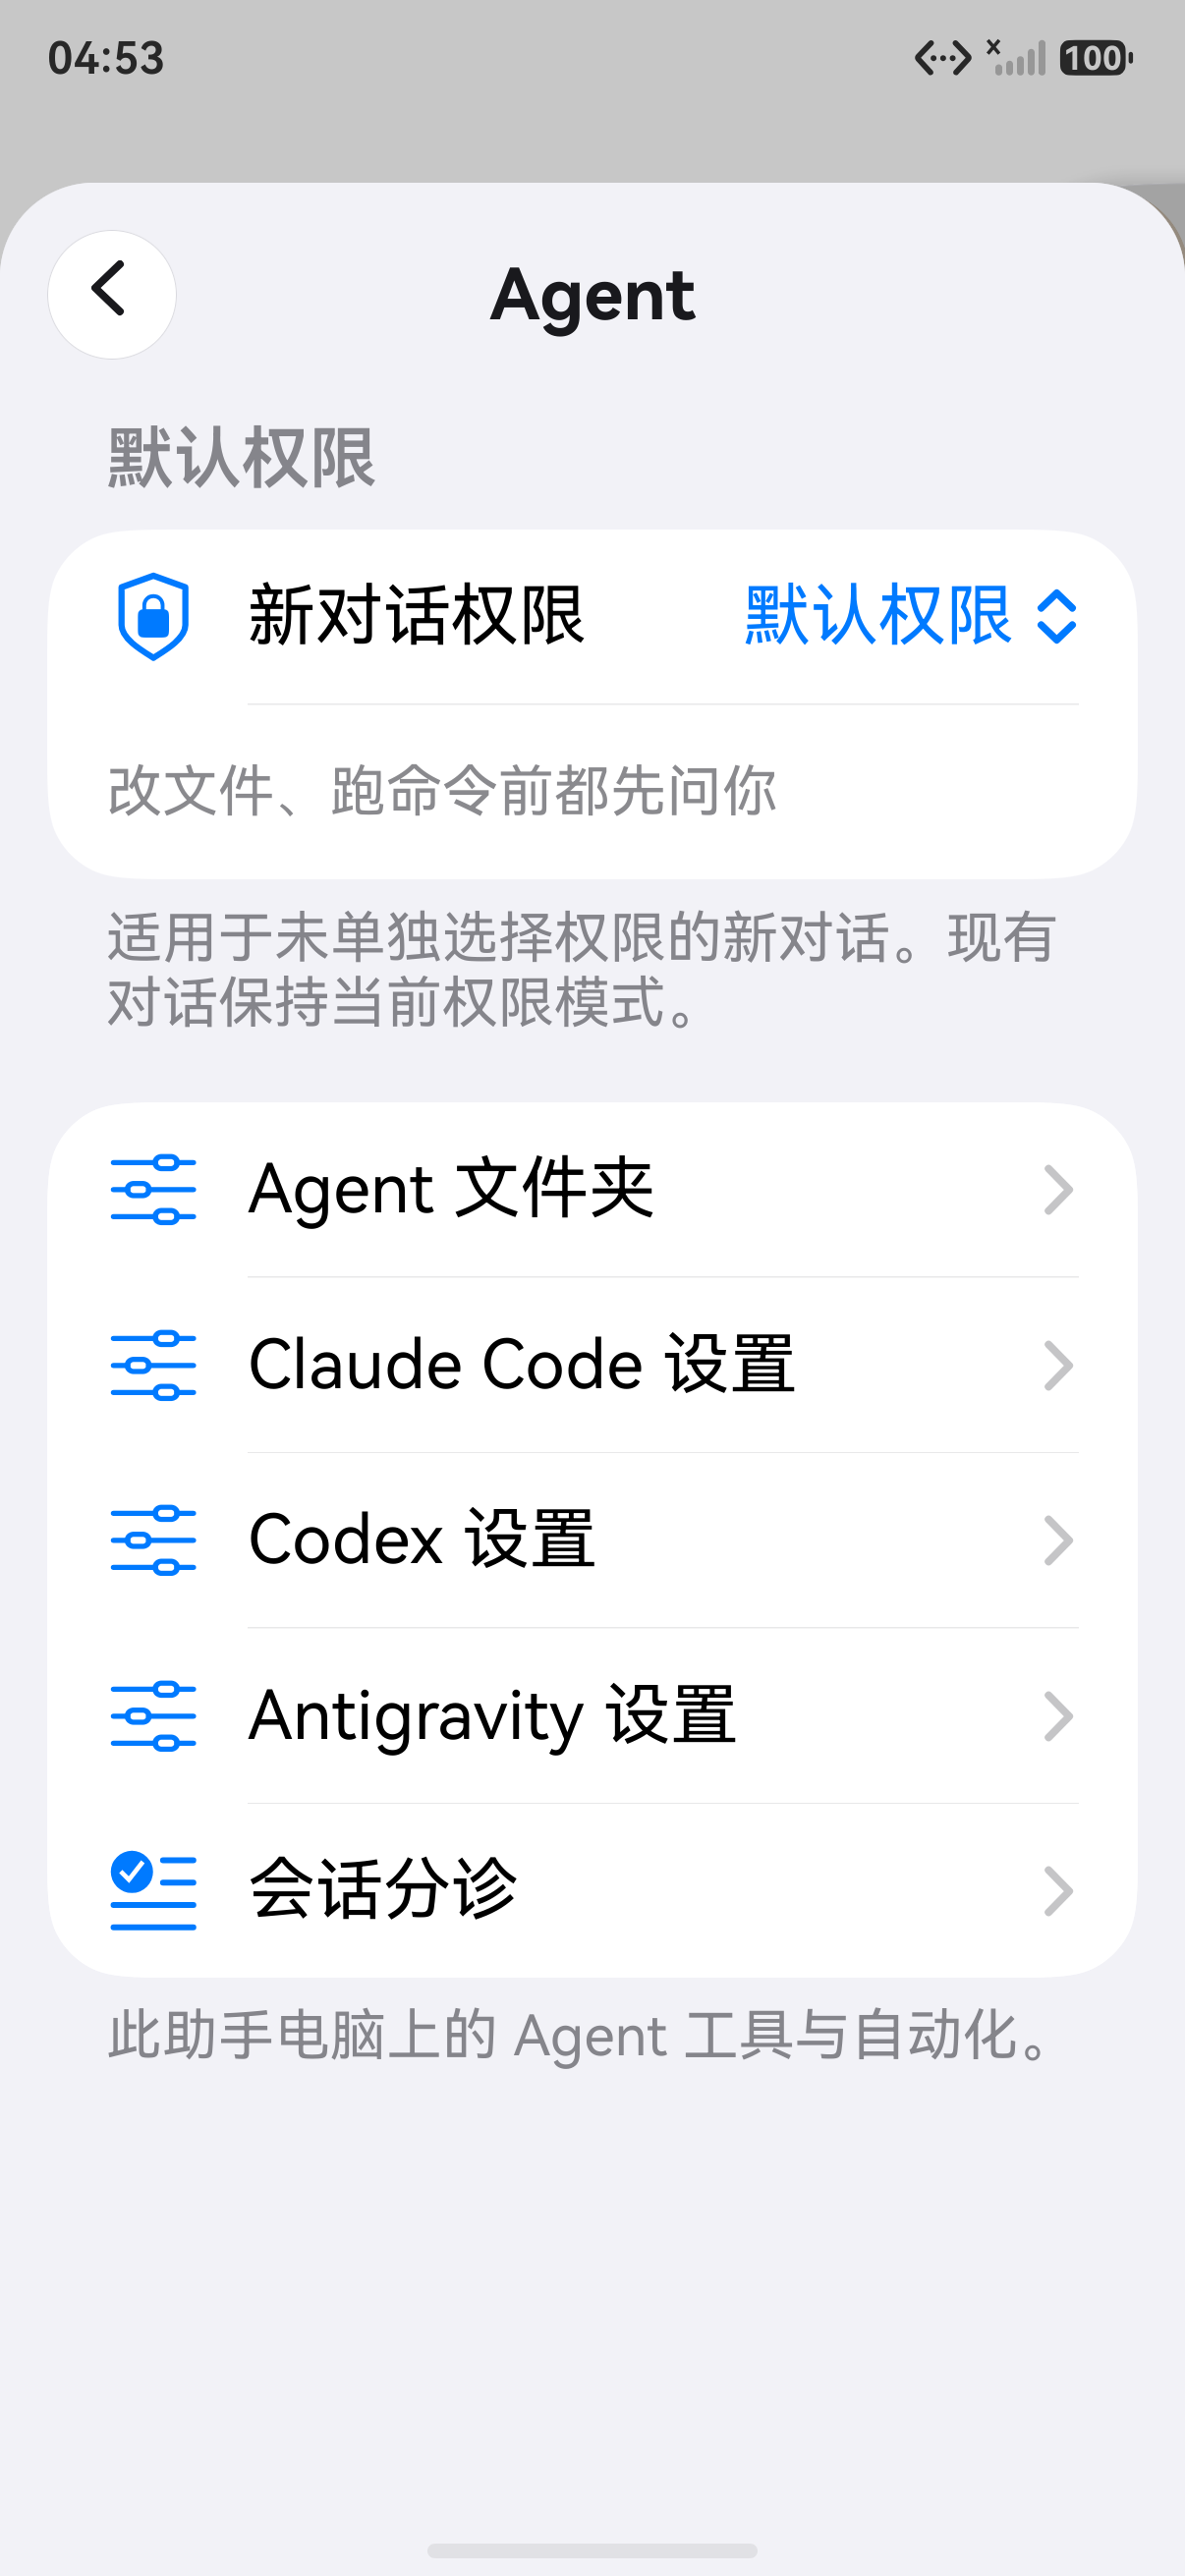 04:53
100
Agent
默认权限
新对话权限 默认权限
改文件、跑命令前都先问你
适用于未单独选择权限的新对话。现有
对话保持当前权限模式。
Agent 文件夹
Claude Code 设置
Codex 设置
Antigravity 设置
会话分诊
此助手电脑上的 Agent 工具与自动化。